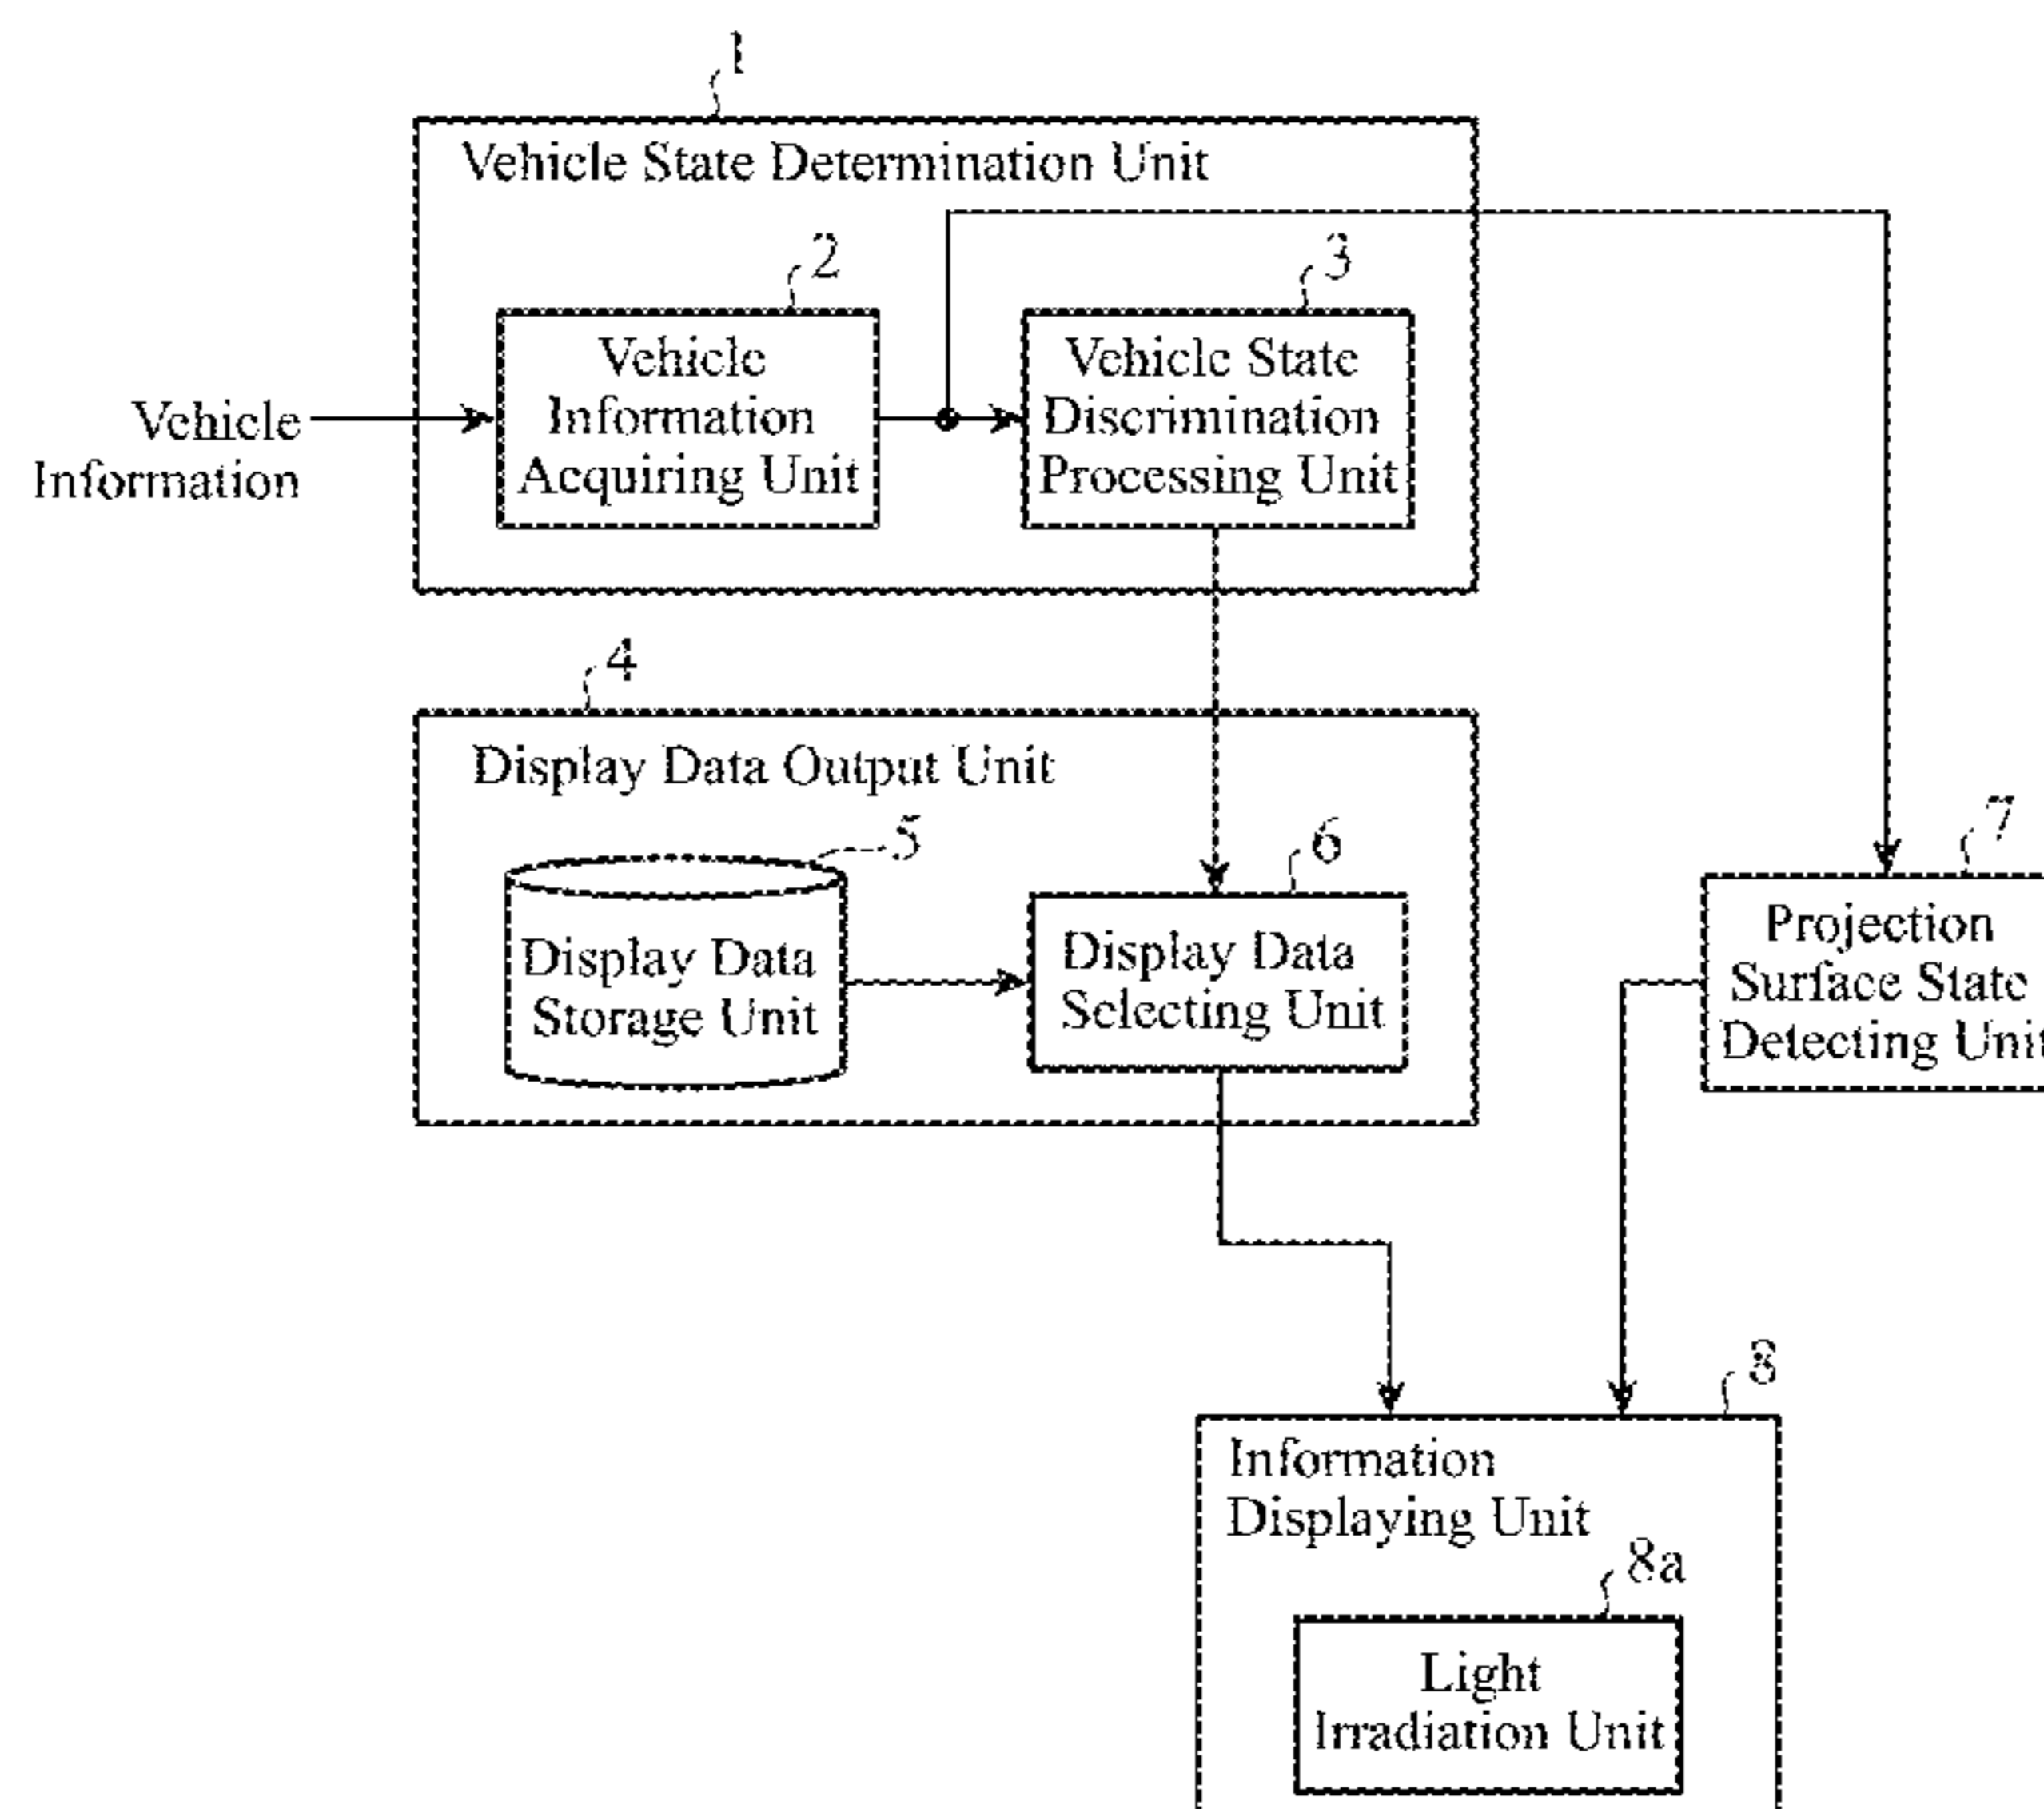 1
Vehicle State Determination Unit
2
3
Vehicle
Information
Acquiring Unit
Vehicle State
Discrimination
Processing Unit
Vehicle
Information
4
Display Data Output Unit
5
6
7
Display Data
Storage Unit
Display Data
Selecting Unit
Projection
Surface State
Detecting Unit
8
Information
Displaying Unit
8a
Light
Irradiation Unit